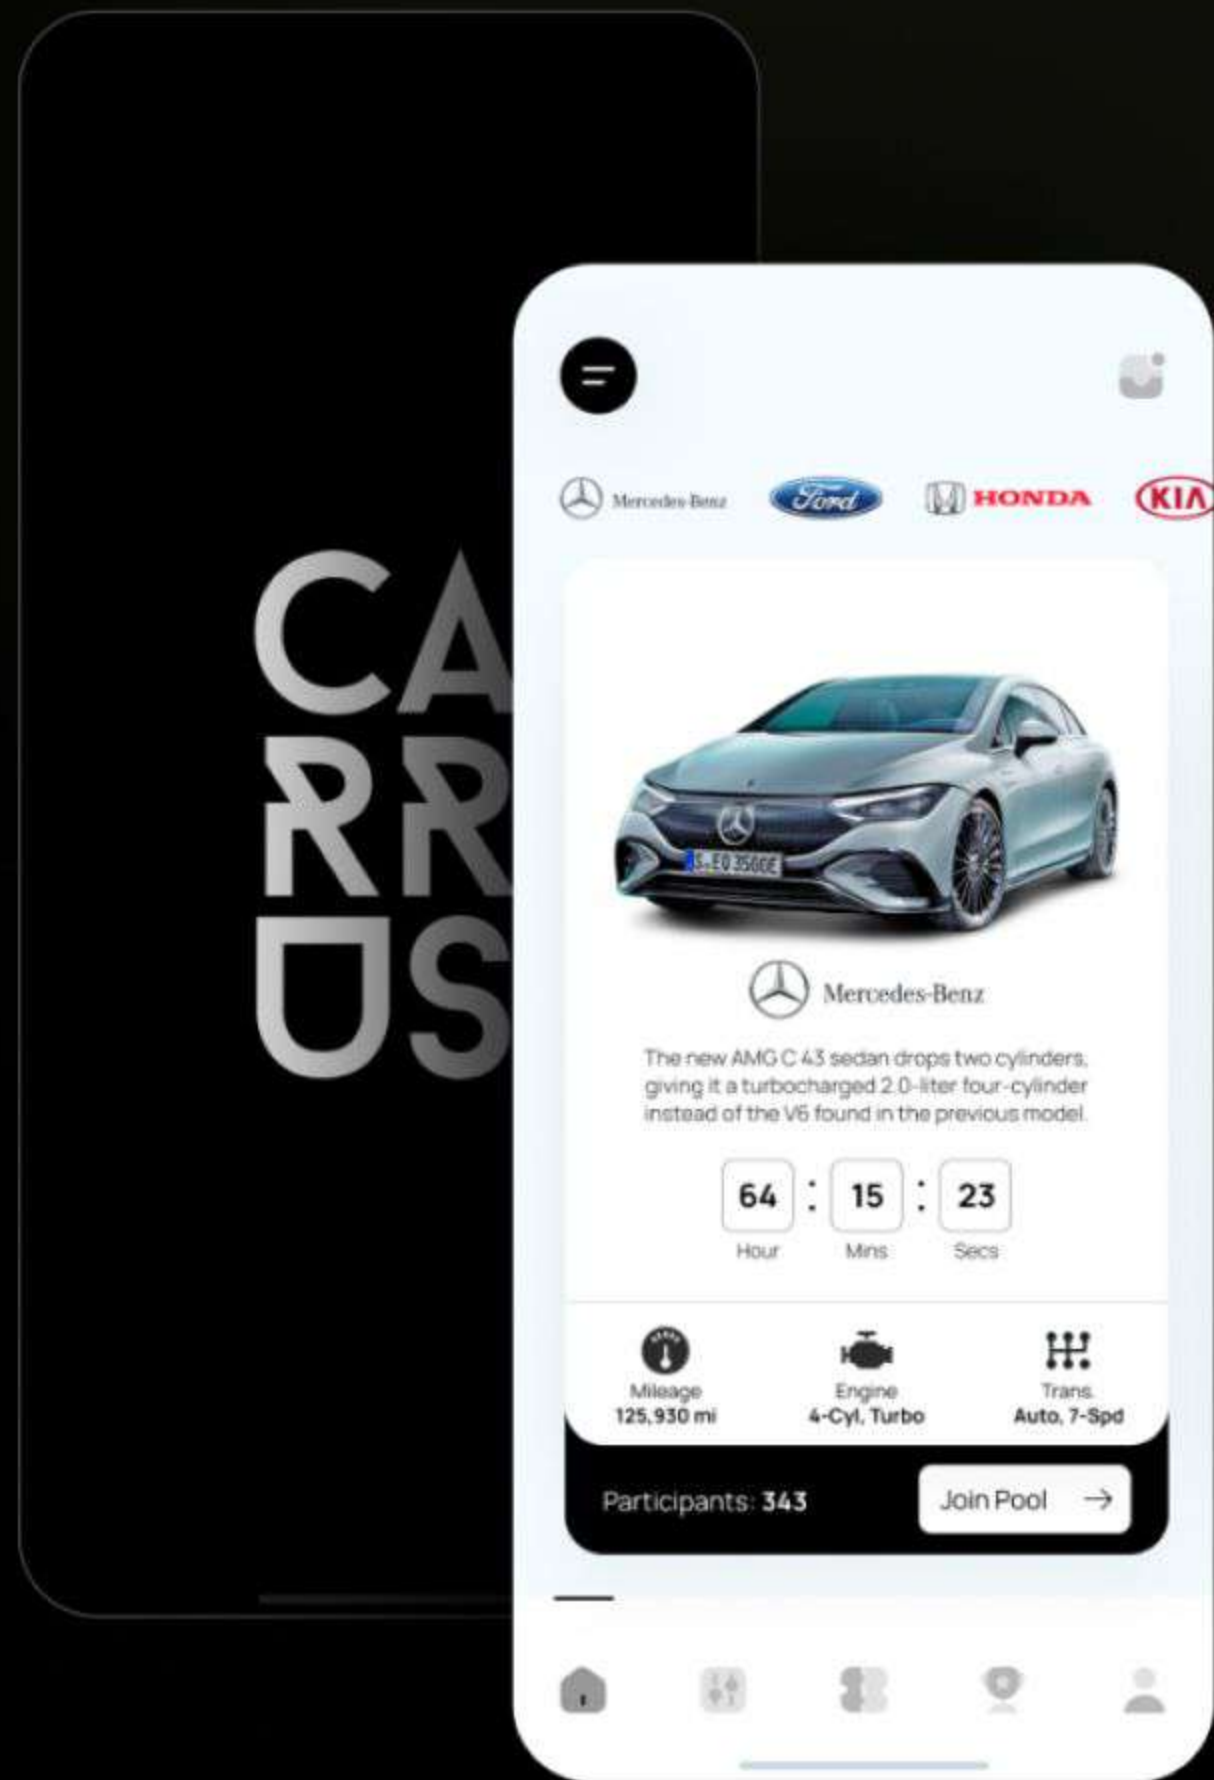 CA
RR
US
Mercedes-Benz
Ford
HONDA
KIA
S EQ 3500E
Mercedes-Benz
The new AMG C 43 sedan drops two cylinders,
giving it a turbocharged 2.0-liter four-cylinder
instead of the V6 found in the previous model.
64 : 15 : 23
Hour Mins Secs
Mileage Engine Trans.
125,930 mi 4-Cyl, Turbo Auto, 7-Spd
Participants: 343
Join Pool →